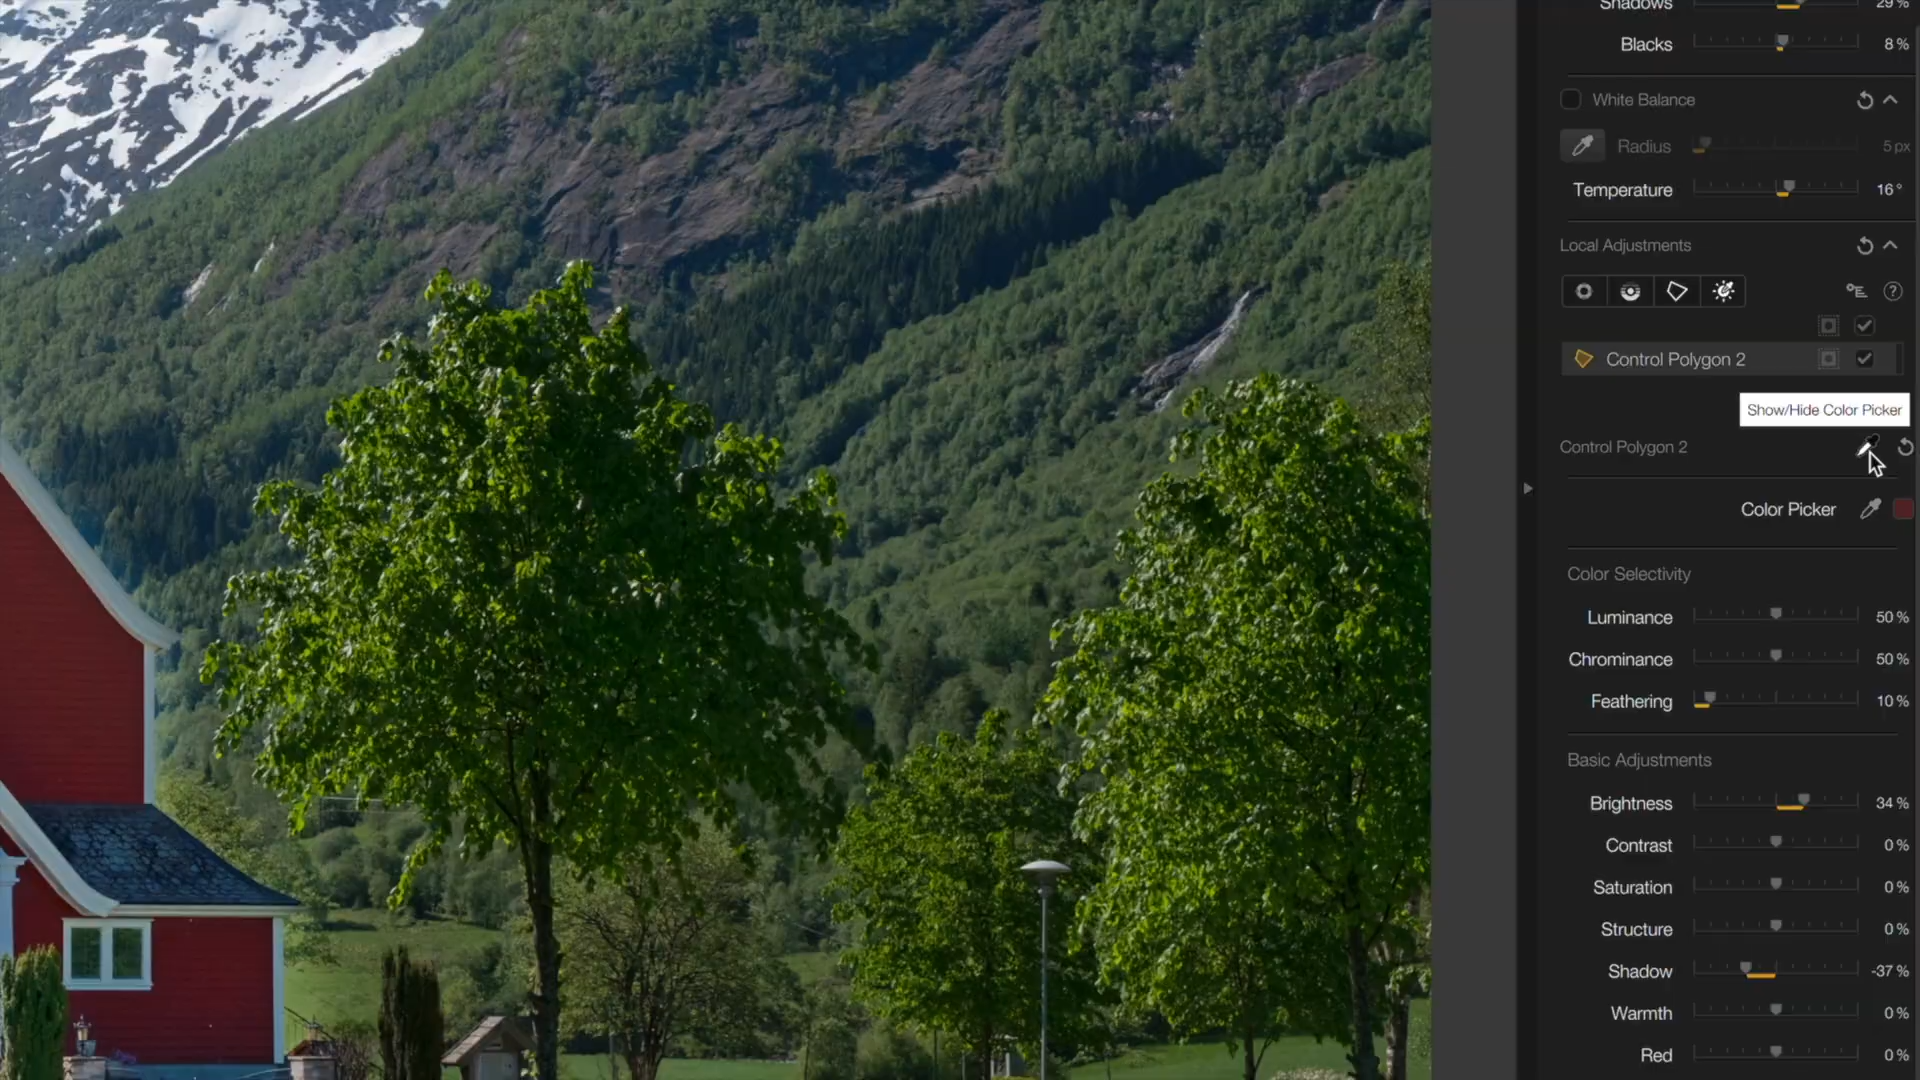 Shadows 29 %
Blacks 8 %
White Balance
Radius 5 px
Temperature 16 °
Local Adjustments
?
Control Polygon 2
Show/Hide Color Picker
Control Polygon 2
Color Picker
Color Selectivity
Luminance 50 %
Chrominance 50 %
Feathering 10 %
Basic Adjustments
Brightness 34 %
Contrast 0 %
Saturation 0 %
Structure 0 %
Shadow -37 %
Warmth 0 %
Red 0 %